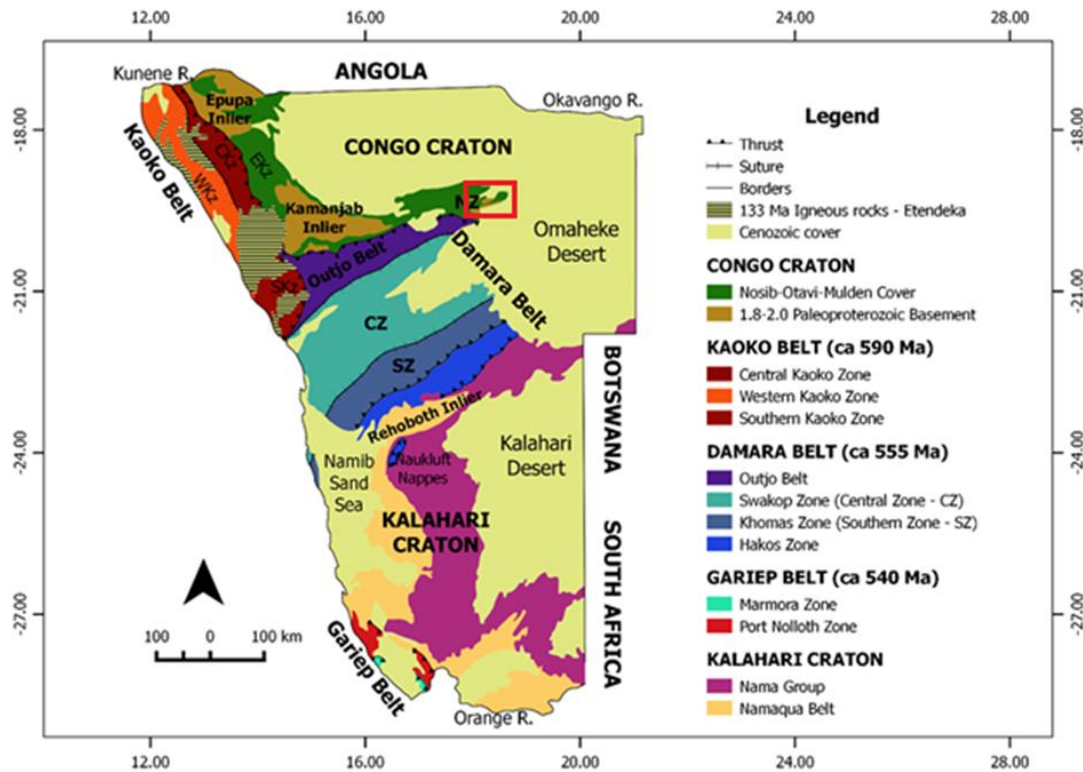 12.00 16.00 20.00 24.00 28.00
Kunene R.
ANGOLA
Okavango R.
Epupa
Inlier
-18.00
-18.00
CONGO CRATON
Kaoko Belt
CKz
EKz
WKz
NZ
Kamanjab
Inlier
Omaheke
Desert
Outjo Belt
Damara Belt
-21.00
-21.00
SKz
CZ
SZ
BOTSWANA
Rehoboth Inlier
-24.00
-24.00
Namib
Sand
Sea
Naukluft
Nappes
Kalahari
Desert
KALAHARI
CRATON
SOUTH AFRICA
-27.00
-27.00
100 0 100 km
Gariep Belt
Orange R.
12.00 16.00 20.00 24.00 28.00
Legend
Thrust
Suture
Borders
133 Ma Igneous rocks - Etendeka
Cenozoic cover
CONGO CRATON
Nosib-Otavi-Mulden Cover
1.8-2.0 Paleoproterozoic Basement
KAOKO BELT (ca 590 Ma)
Central Kaoko Zone
Western Kaoko Zone
Southern Kaoko Zone
DAMARA BELT (ca 555 Ma)
Outjo Belt
Swakop Zone (Central Zone - CZ)
Khomas Zone (Southern Zone - SZ)
Hakos Zone
GARIEP BELT (ca 540 Ma)
Marmora Zone
Port Nolloth Zone
KALAHARI CRATON
Nama Group
Namaqua Belt